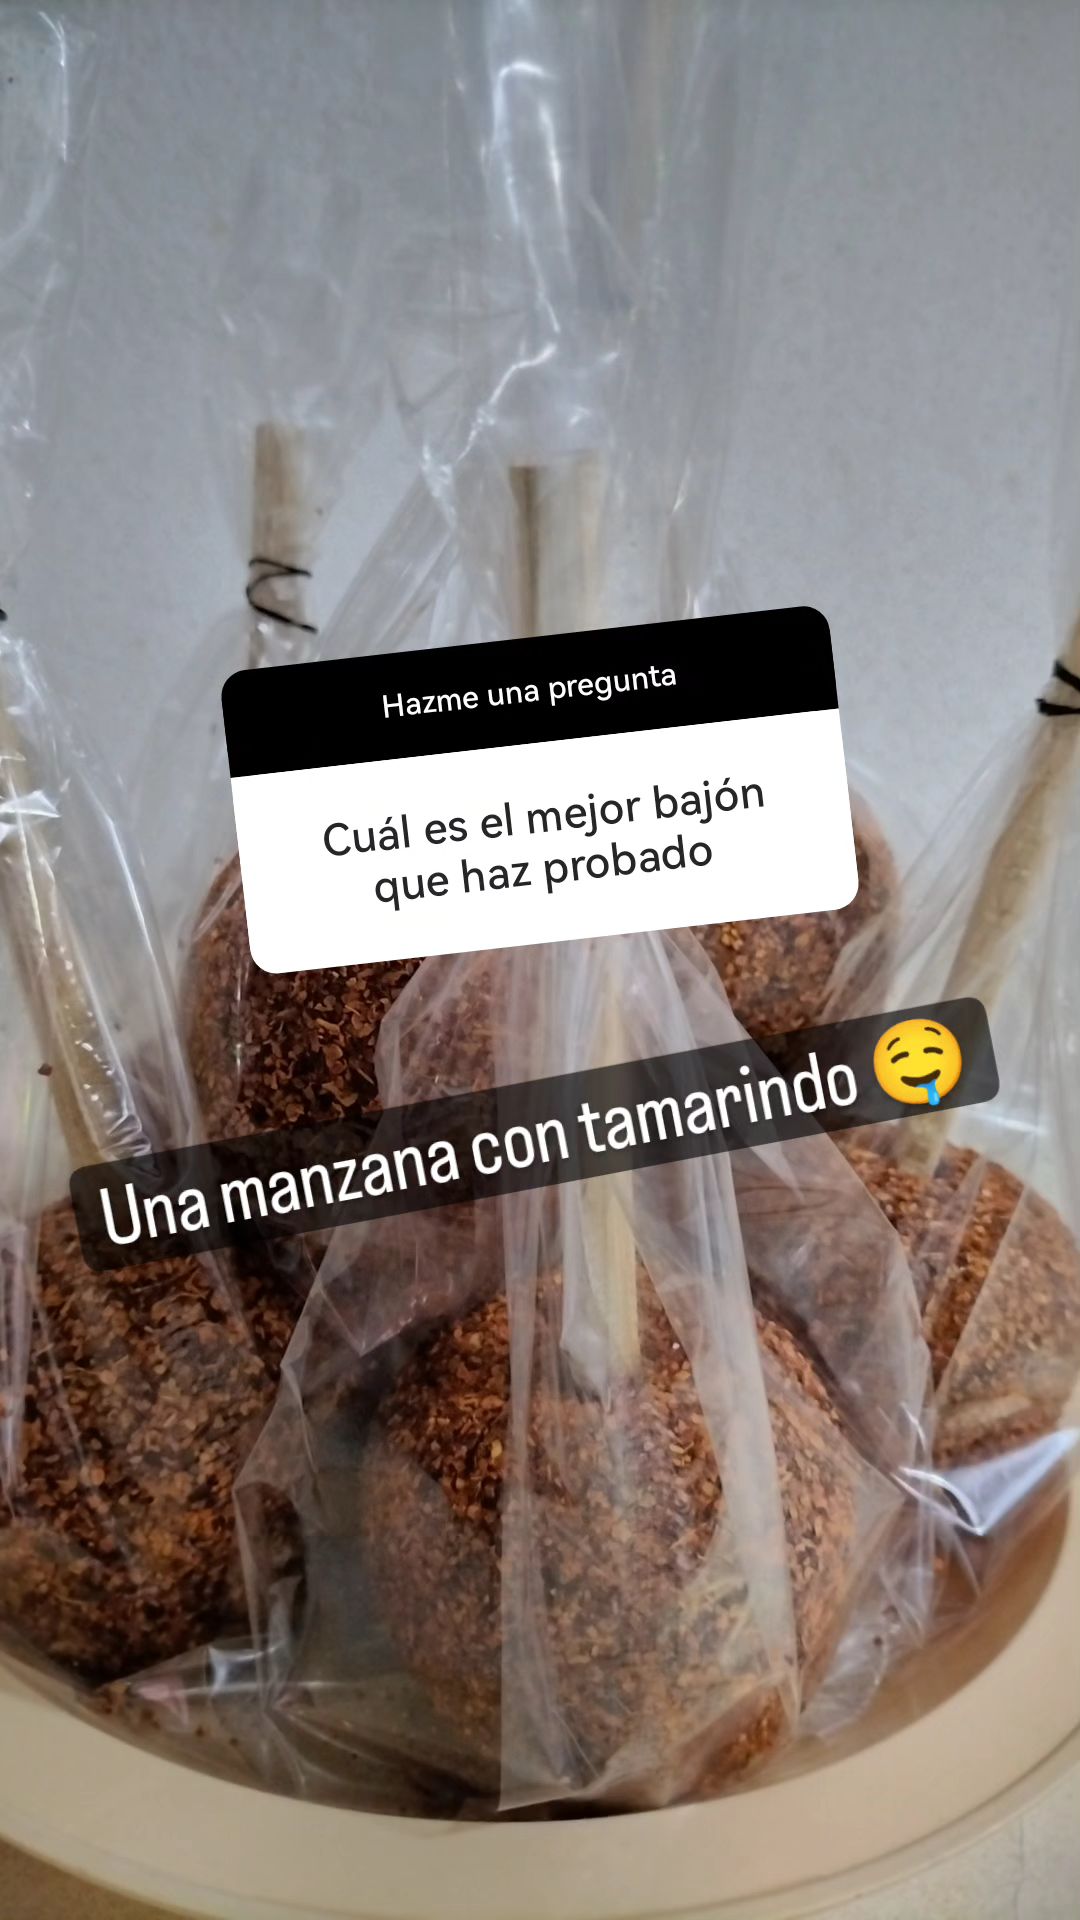 Hazme una pregunta
Cuál es el mejor bajón
que haz probado
Una manzana con tamarindo 🤤